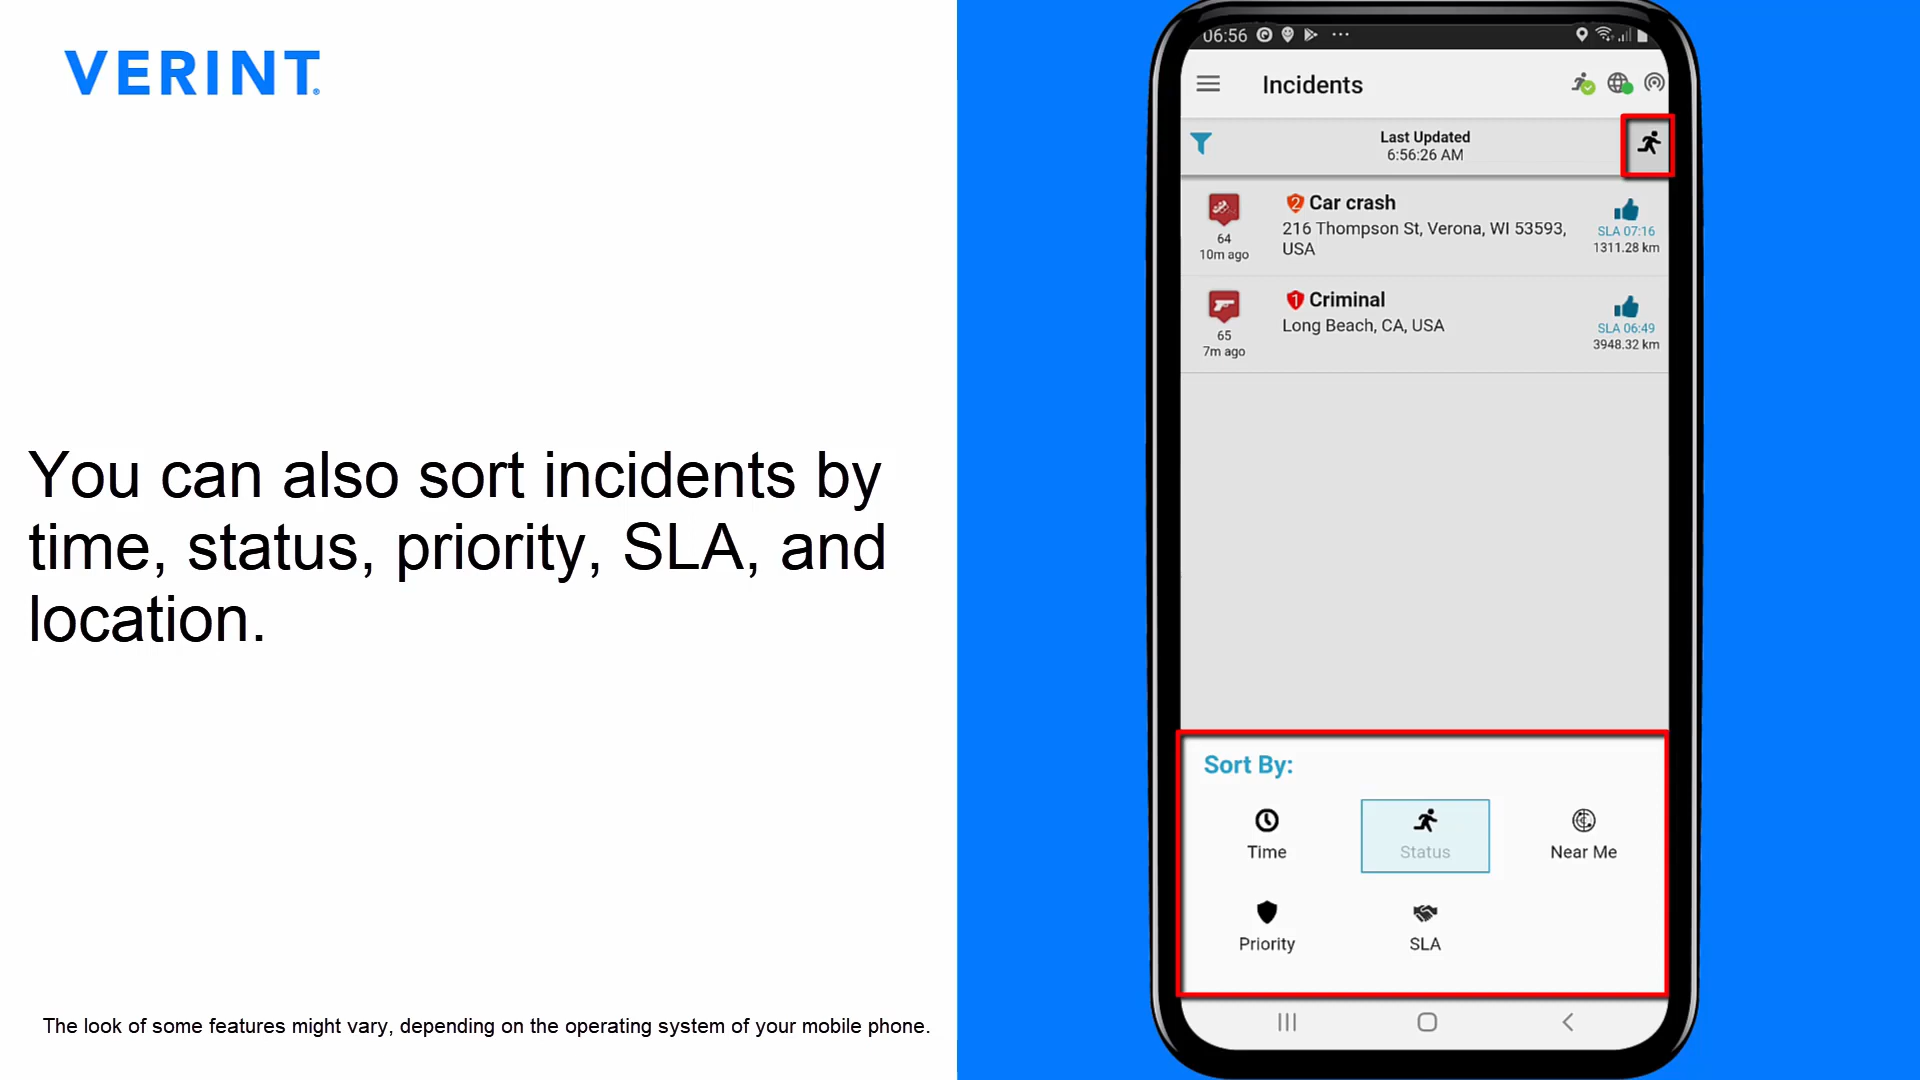 VERINT
You can also sort incidents by
time, status, priority, SLA, and
location.
The look of some features might vary, depending on the operating system of your mobile phone.
06:56
Incidents
Last Updated
6:56:26 AM
64
10m ago
2 Car crash
216 Thompson St, Verona, WI 53593,
USA
SLA 07:16
1311.28 km
65
7m ago
1 Criminal
Long Beach, CA, USA
SLA 06:49
3948.32 km
Sort By:
Time
Status
Near Me
Priority
SLA